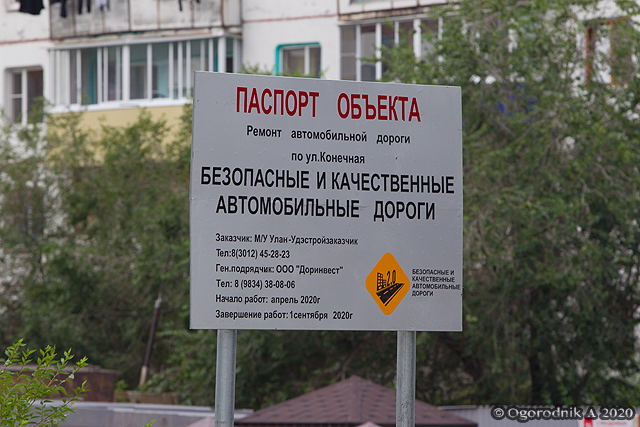 ПАСПОРТ ОБЪЕКТА
Ремонт автомобильной дороги
по ул.Конечная
БЕЗОПАСНЫЕ И КАЧЕСТВЕННЫЕ
АВТОМОБИЛЬНЫЕ ДОРОГИ
Заказчик: М/У Улан-Удэстройзаказчик
Тел:8(3012) 45-28-23
Ген.подрядчик: ООО "Доринвест"
Тел: 8 (9834) 38-08-06
Начало работ: апрель 2020г
Завершение работ:1сентября 2020г
2.0
БЕЗОПАСНЫЕ И
КАЧЕСТВЕННЫЕ
АВТОМОБИЛЬНЫЕ
ДОРОГИ
© Ogorodnik A 2020